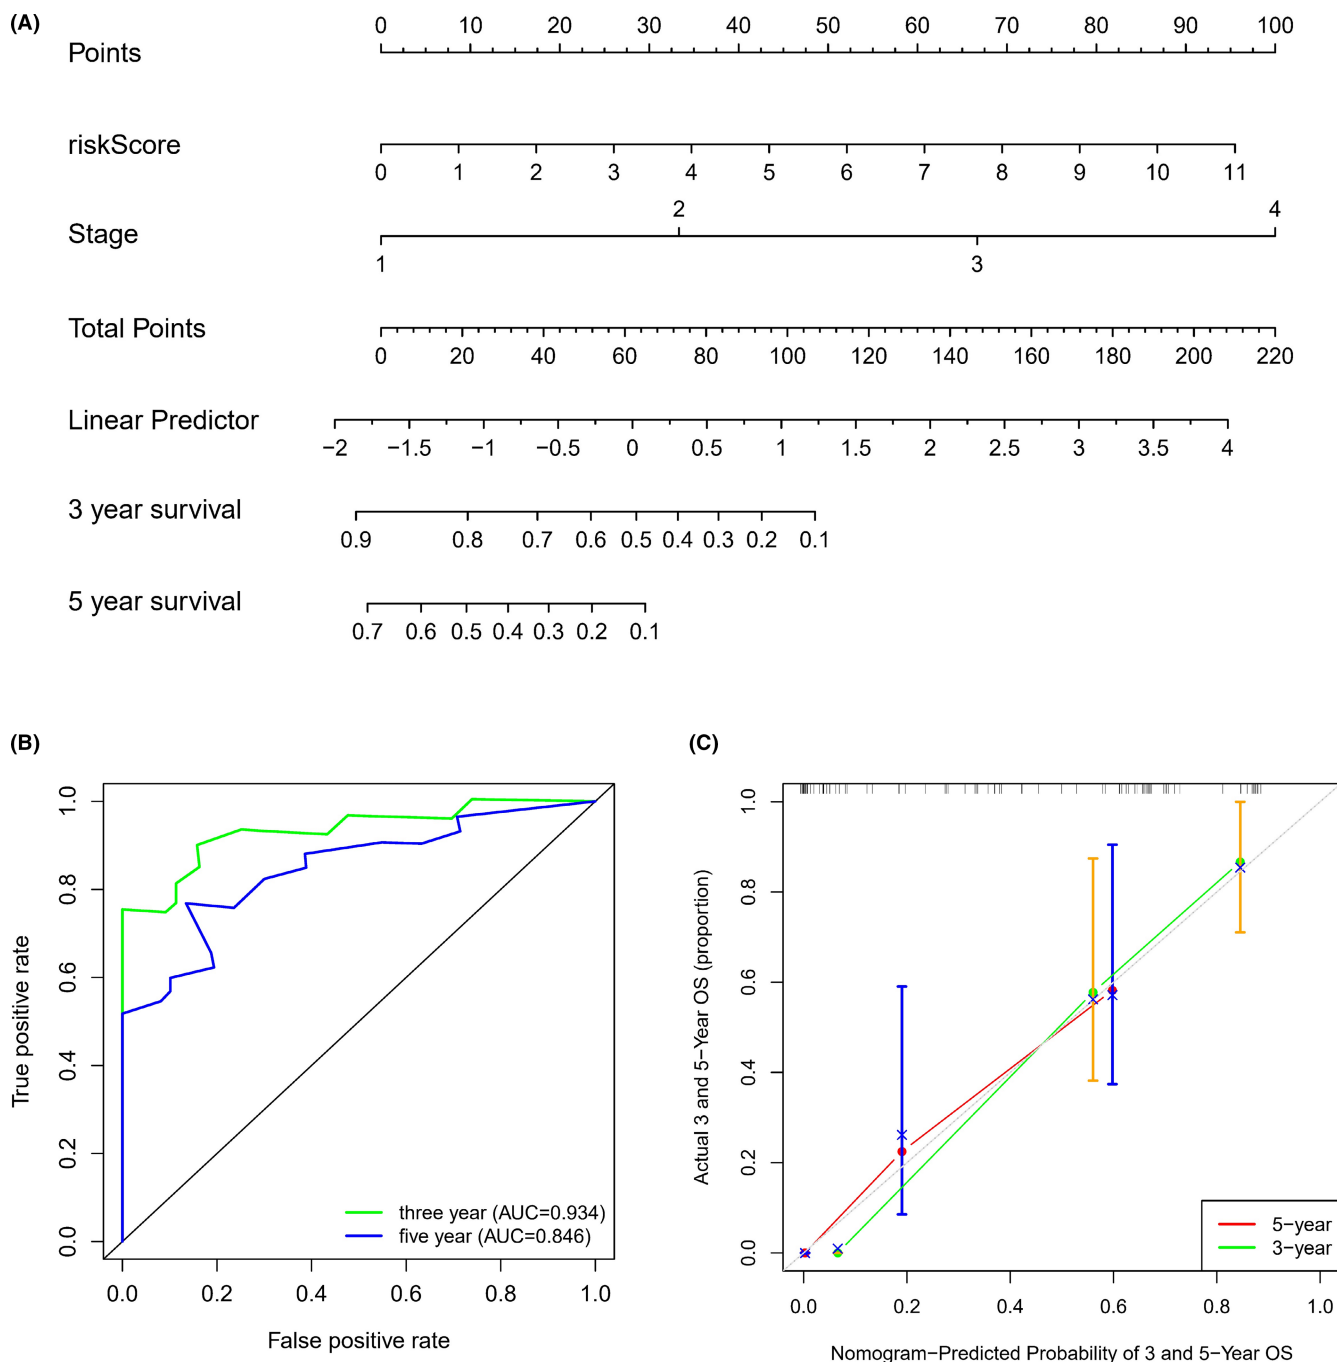 (A)
0 10 20 30 40 50 60 70 80 90 100
Points
riskScore
0 1 2 3 4 5 6 7 8 9 10 11
2 4
Stage
1 3
Total Points
0 20 40 60 80 100 120 140 160 180 200 220
Linear Predictor
−2 −1.5 −1 −0.5 0 0.5 1 1.5 2 2.5 3 3.5 4
3 year survival
0.9 0.8 0.7 0.6 0.5 0.4 0.3 0.2 0.1
5 year survival
0.7 0.6 0.5 0.4 0.3 0.2 0.1
(B)
True positive rate
1.0
0.8
0.6
0.4
0.2
0.0
three year (AUC=0.934)
five year (AUC=0.846)
0.0 0.2 0.4 0.6 0.8 1.0
False positive rate
(C)
Actual 3 and 5−Year OS (proportion)
1.0
0.8
0.6
0.4
0.2
0.0
5−year
3−year
0.0 0.2 0.4 0.6 0.8 1.0
Nomogram−Predicted Probability of 3 and 5−Year OS